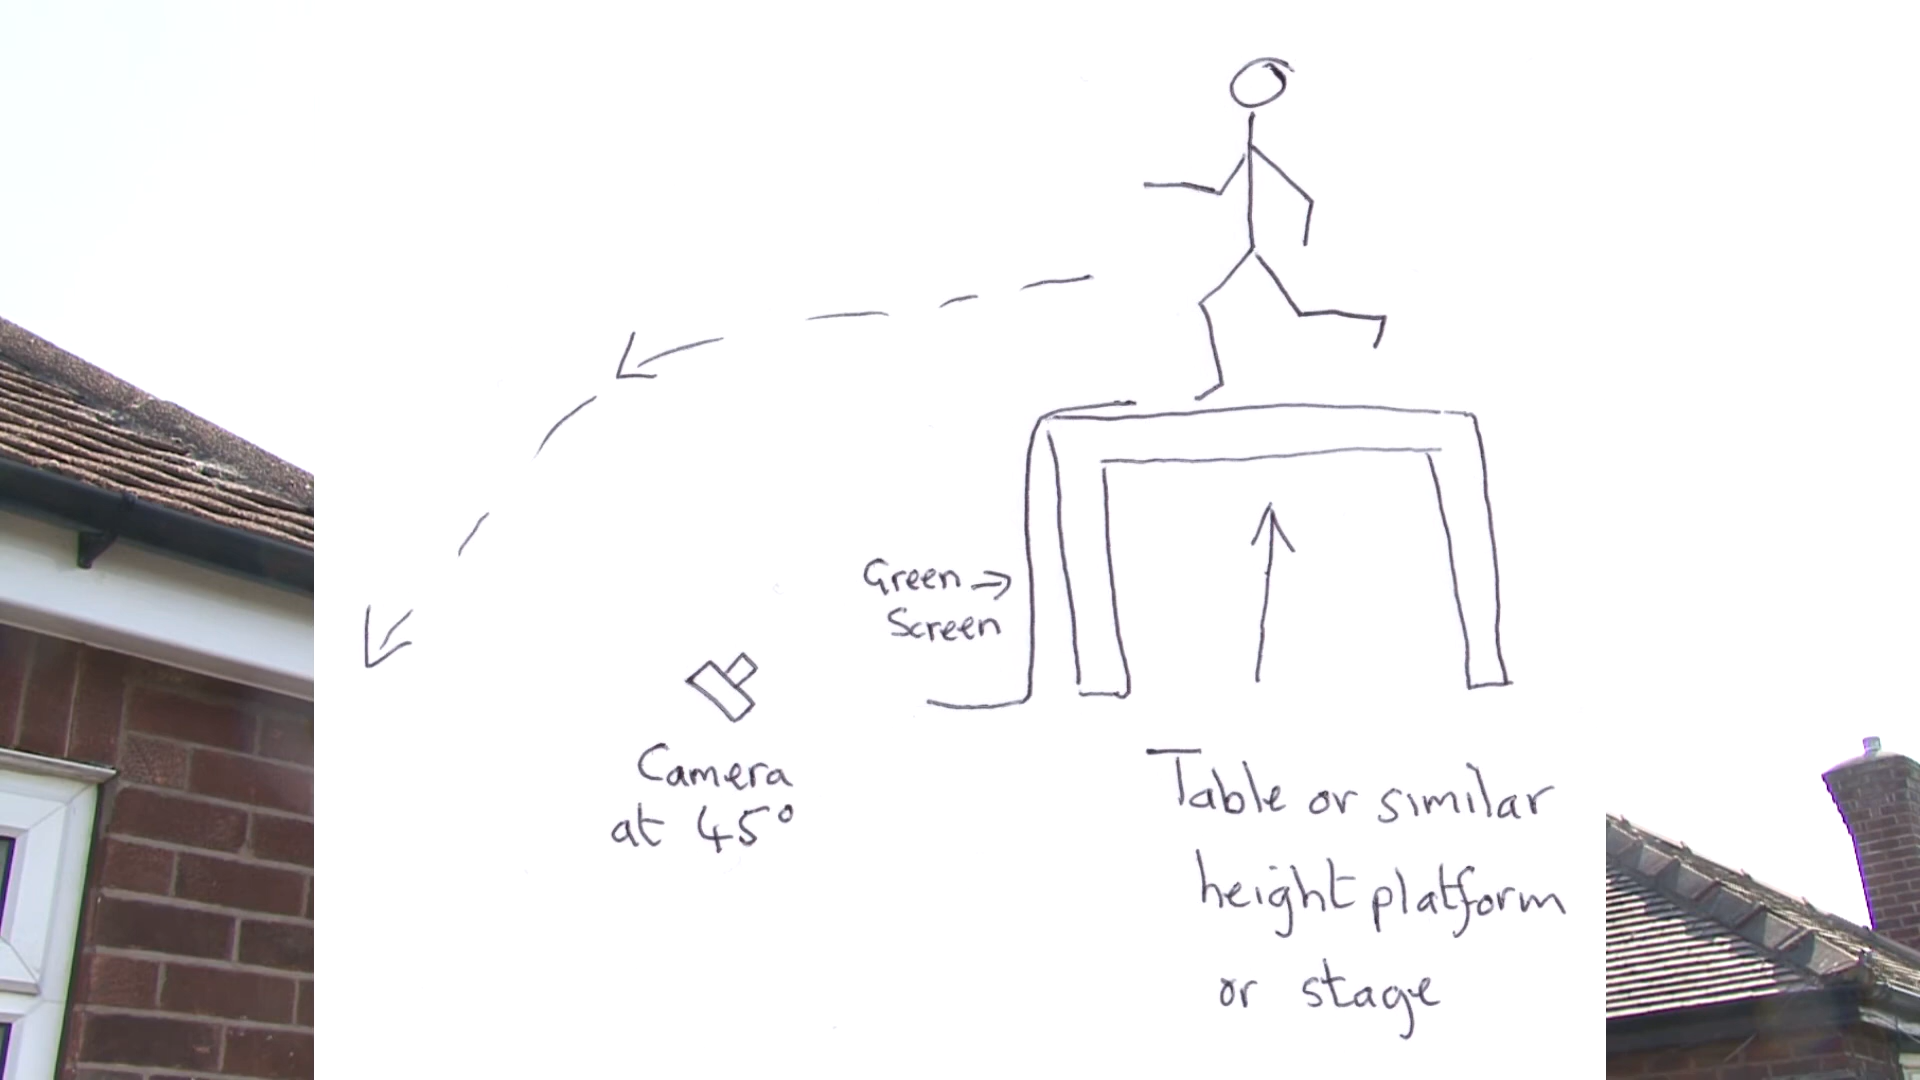 Green →
Screen
Camera
at 45°
Table or similar
height platform
or stage